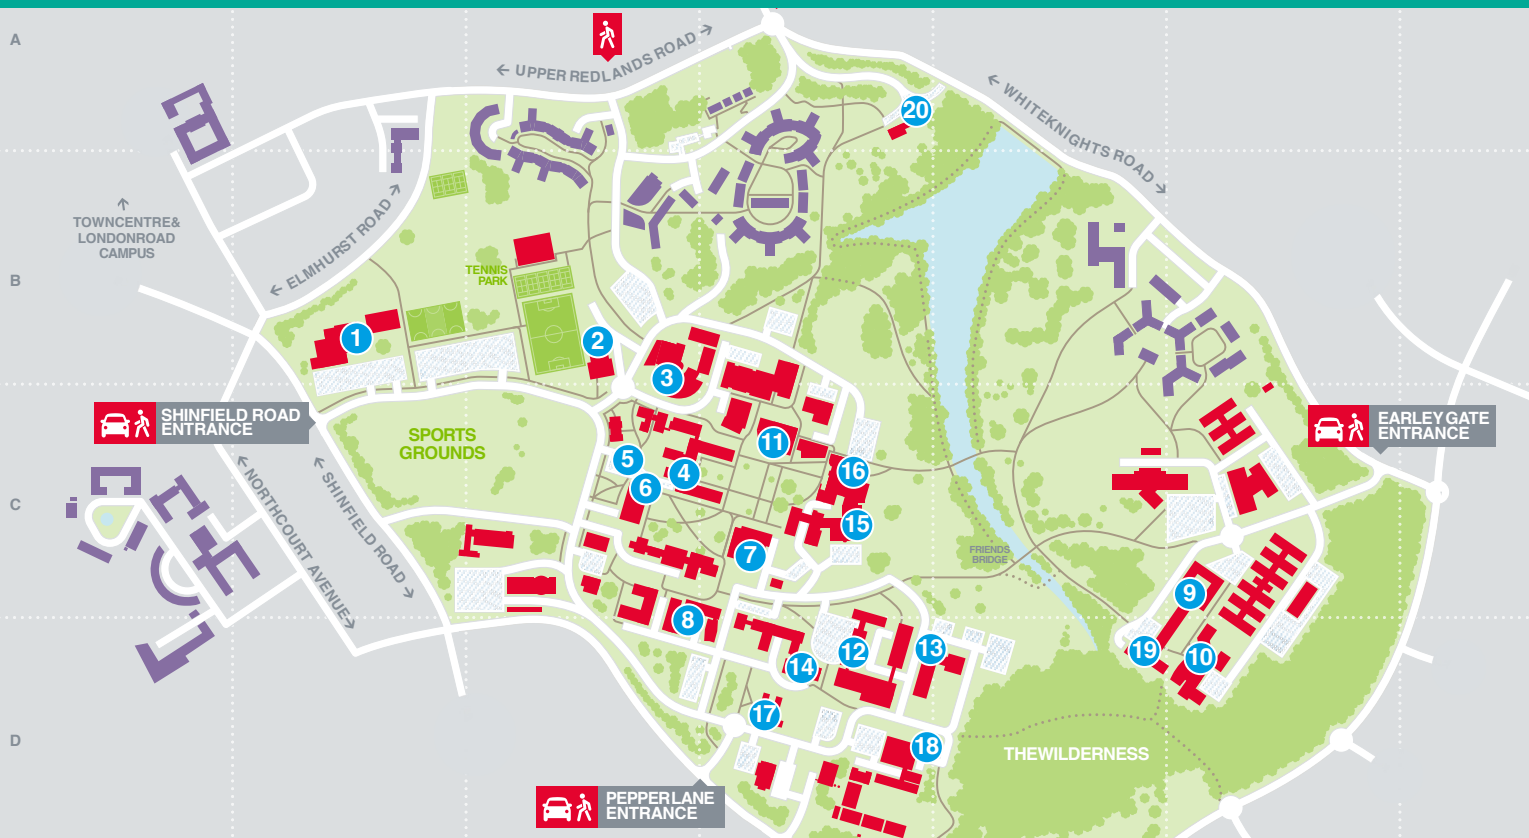 A
← UPPER REDLANDS ROAD →
← WHITEKNIGHTS ROAD →
20
↑
TOWNCENTRE&
LONDONROAD
CAMPUS
← ELMHURST ROAD →
B
TENNIS
PARK
1
2
3
SHINFIELD ROAD
ENTRANCE
EARLEY GATE
ENTRANCE
SPORTS
GROUNDS
11
5
4
16
6
C
← NORTHCOURT AVENUE→
← SHINFIELD ROAD →
15
7
FRIENDS
BRIDGE
9
8
12
13
19
10
14
17
D
18
THEWILDERNESS
PEPPERLANE
ENTRANCE